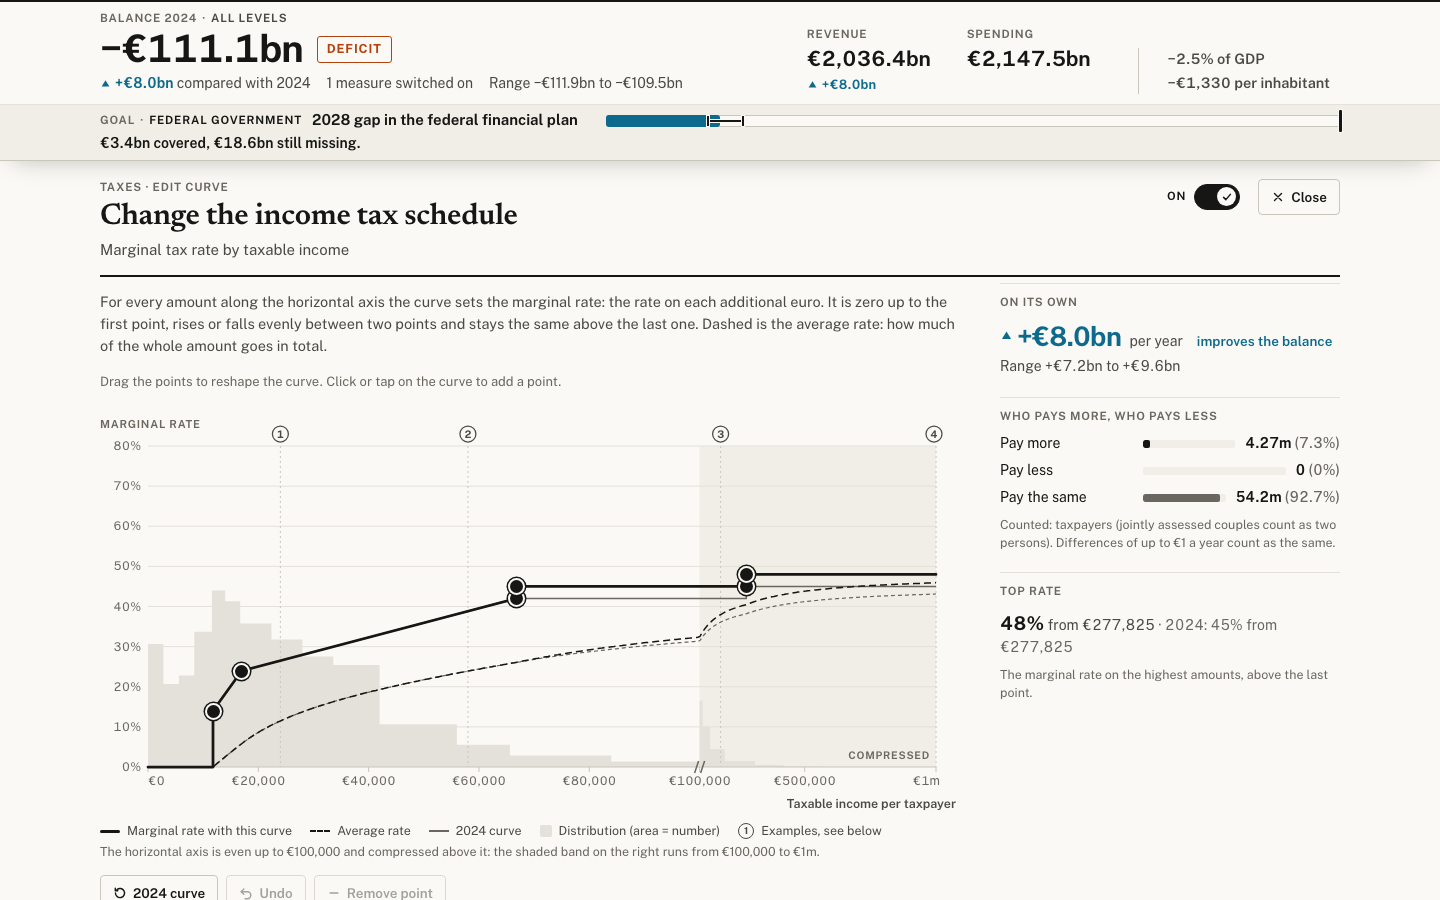 BALANCE 2024 · ALL LEVELS
−€111.1bn DEFICIT
+€8.0bn compared with 2024 1 measure switched on Range −€111.9bn to −€109.5bn
REVENUE
€2,036.4bn
+€8.0bn
SPENDING
€2,147.5bn
−2.5% of GDP
−€1,330 per inhabitant
GOAL · FEDERAL GOVERNMENT 2028 gap in the federal financial plan
€3.4bn covered, €18.6bn still missing.
TAXES · EDIT CURVE
Change the income tax schedule
Marginal tax rate by taxable income
ON
Close
For every amount along the horizontal axis the curve sets the marginal rate: the rate on each additional euro. It is zero up to the
first point, rises or falls evenly between two points and stays the same above the last one. Dashed is the average rate: how much
of the whole amount goes in total.
Drag the points to reshape the curve. Click or tap on the curve to add a point.
MARGINAL RATE
1 2 3 4
80%
70%
60%
50%
40%
30%
20%
10%
0%
COMPRESSED
€0 €20,000 €40,000 €60,000 €80,000 €100,000 €500,000 €1m
Taxable income per taxpayer
Marginal rate with this curve Average rate 2024 curve Distribution (area = number) 1 Examples, see below
The horizontal axis is even up to €100,000 and compressed above it: the shaded band on the right runs from €100,000 to €1m.
2024 curve Undo Remove point
ON ITS OWN
+€8.0bn per year improves the balance
Range +€7.2bn to +€9.6bn
WHO PAYS MORE, WHO PAYS LESS
Pay more 4.27m (7.3%)
Pay less 0 (0%)
Pay the same 54.2m (92.7%)
Counted: taxpayers (jointly assessed couples count as two
persons). Differences of up to €1 a year count as the same.
TOP RATE
48% from €277,825 · 2024: 45% from
€277,825
The marginal rate on the highest amounts, above the last
point.